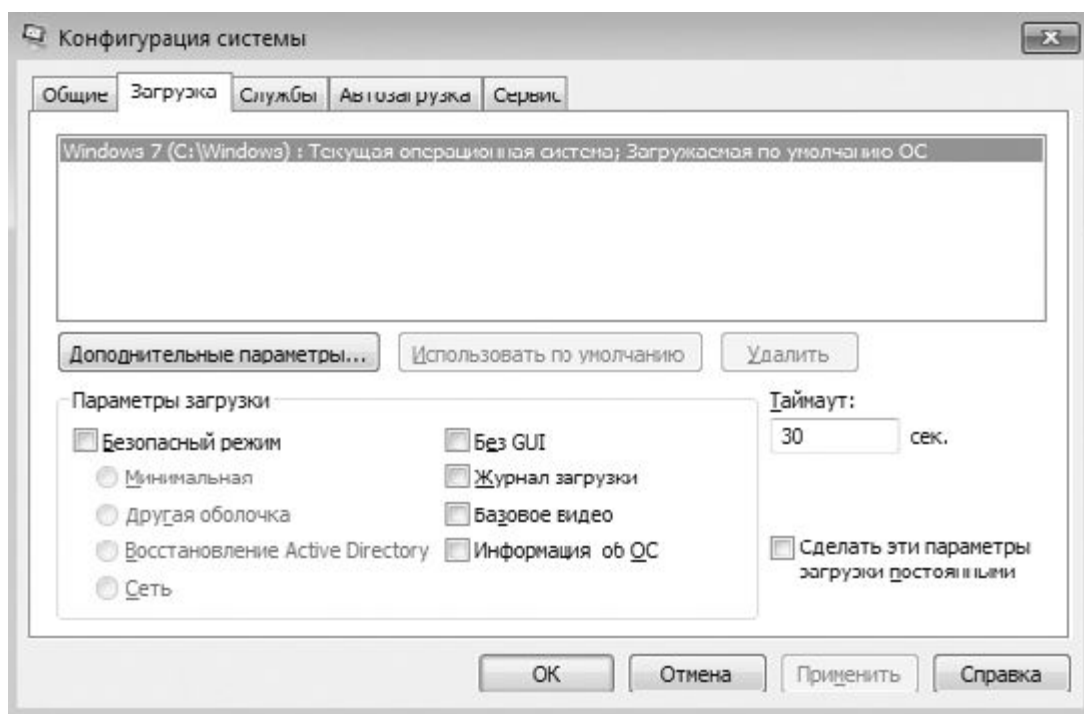 Конфигурация системы
Общие Загрузка Службы Автозагрузка Сервис
Windows 7 (C:\Windows) : Текущая операционная система; Загружаемая по умолчанию ОС
Дополнительные параметры... Использовать по умолчанию Удалить
Параметры загрузки Таймаут:
Безопасный режим Без GUI 30 сек.
Минимальная Журнал загрузки
Другая оболочка Базовое видео
Восстановление Active Directory Информация об ОС Сделать эти параметры
Сеть загрузки постоянными
ОК Отмена Применить Справка